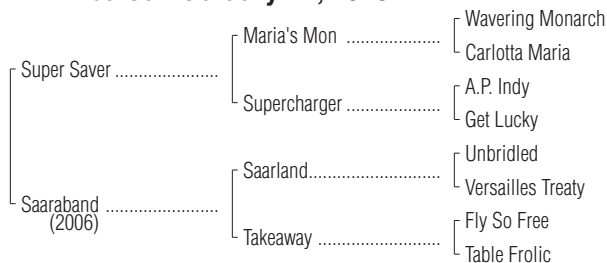 Wavering Monarch
Maria's Mon ......................
Carlotta Maria
Super Saver ........................
A.P. Indy
Supercharger ....................
Get Lucky
Unbridled
Saarland............................
Versailles Treaty
Saaraband ..........................
(2006)
Fly So Free
Takeaway ..........................
Table Frolic